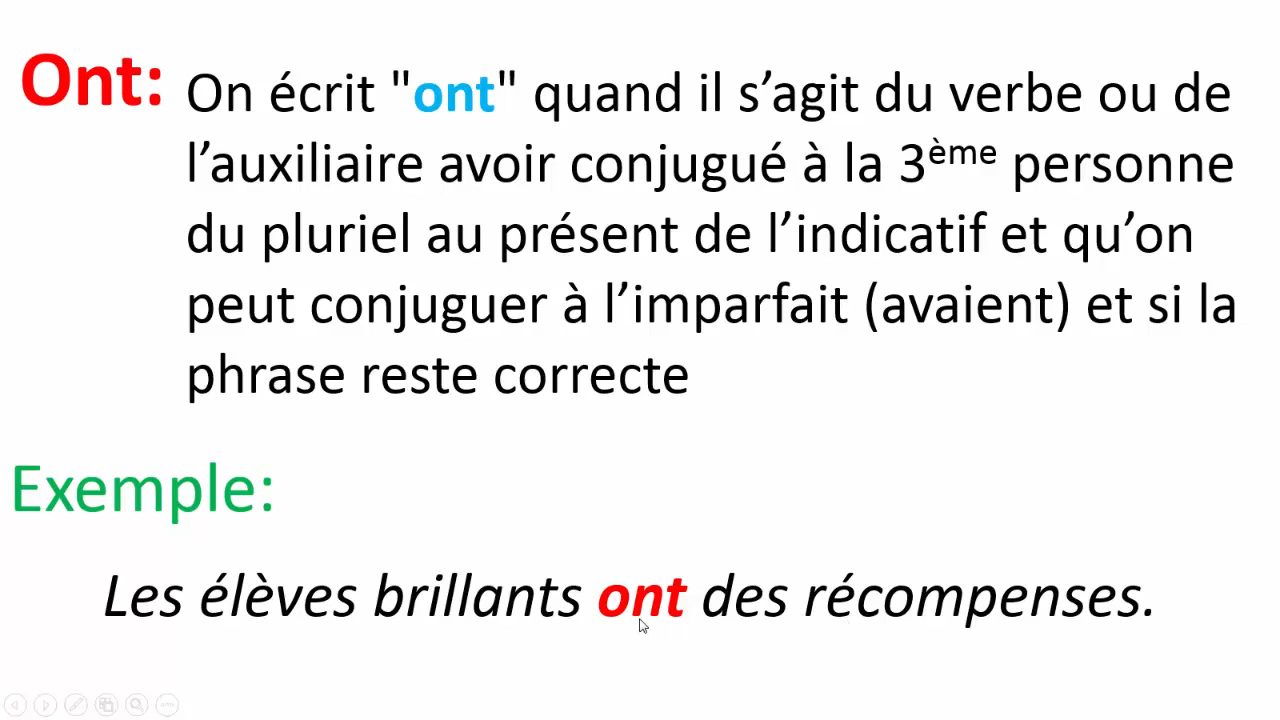 Ont: On écrit "ont" quand il s’agit du verbe ou de
l’auxiliaire avoir conjugué à la 3ème personne
du pluriel au présent de l’indicatif et qu’on
peut conjuguer à l’imparfait (avaient) et si la
phrase reste correcte
Exemple:
Les élèves brillants ont des récompenses.